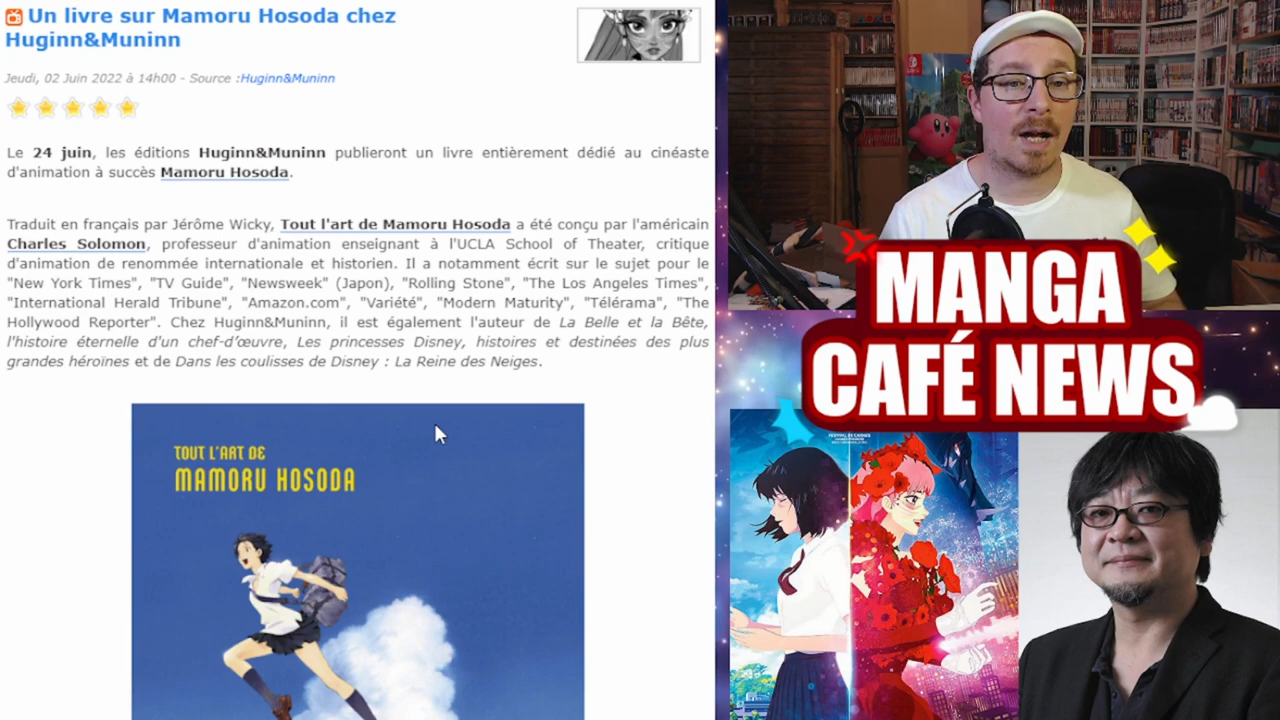 Un livre sur Mamoru Hosoda chez
Huginn&Muninn
Jeudi, 02 Juin 2022 à 14h00 - Source :Huginn&Muninn
Le 24 juin, les éditions Huginn&Muninn publieront un livre entièrement dédié au cinéaste
d'animation à succès Mamoru Hosoda.
Traduit en français par Jérôme Wicky, Tout l'art de Mamoru Hosoda a été conçu par l'américain
Charles Solomon, professeur d'animation enseignant à l'UCLA School of Theater, critique
d'animation de renommée internationale et historien. Il a notamment écrit sur le sujet pour le
"New York Times", "TV Guide", "Newsweek" (Japon), "Rolling Stone", "The Los Angeles Times",
"International Herald Tribune", "Amazon.com", "Variété", "Modern Maturity", "Télérama", "The
Hollywood Reporter". Chez Huginn&Muninn, il est également l'auteur de La Belle et la Bête,
l'histoire éternelle d'un chef-d'œuvre, Les princesses Disney, histoires et destinées des plus
grandes héroïnes et de Dans les coulisses de Disney : La Reine des Neiges.
TOUT L'ART DE
MAMORU HOSODA
MANGA
CAFÉ NEWS
FESTIVAL DE CANNES